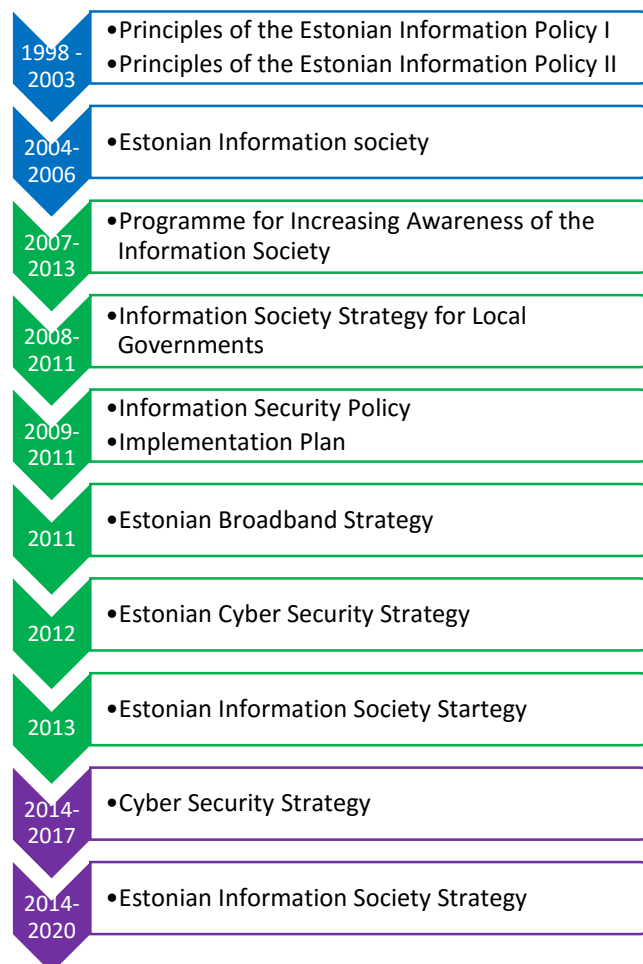 1998 -
2003
•Principles of the Estonian Information Policy I
•Principles of the Estonian Information Policy II
2004-
2006
•Estonian Information society
2007-
2013
•Programme for Increasing Awareness of the
Information Society
2008-
2011
•Information Society Strategy for Local
Governments
2009-
2011
•Information Security Policy
•Implementation Plan
2011
•Estonian Broadband Strategy
2012
•Estonian Cyber Security Strategy
2013
•Estonian Information Society Startegy
2014-
2017
•Cyber Security Strategy
2014-
2020
•Estonian Information Society Strategy